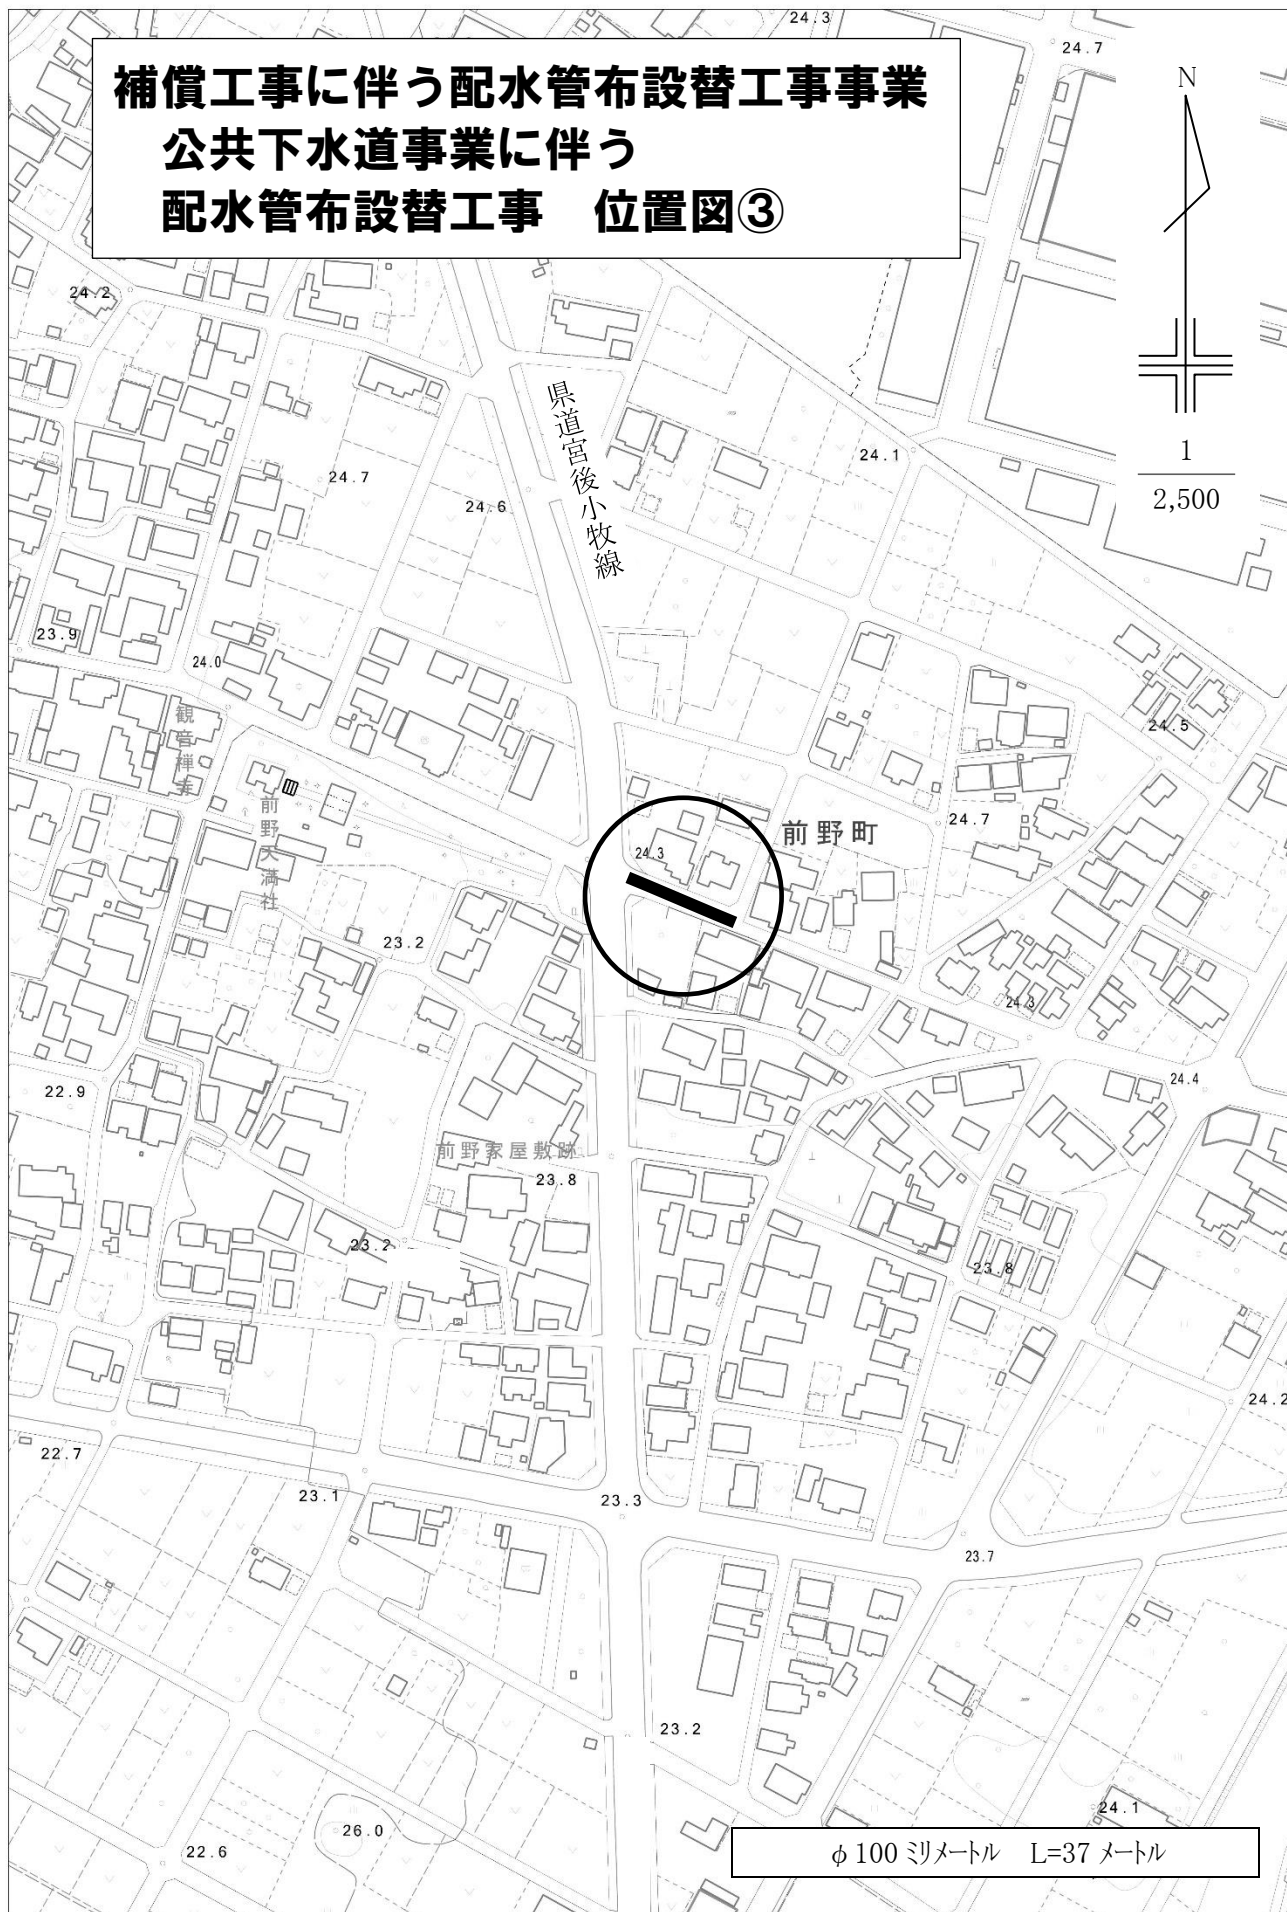 24.3
24.7
補償工事に伴う配水管布設替工事事業
公共下水道事業に伴う
配水管布設替工事　位置図③
N
1
2,500
24.2
県道宮後小牧線
24.1
24.7
24.6
23.9
24.0
観音禅寺
前野天満社
24.5
24.7
前野町
24.3
23.2
24.3
22.9
24.4
前野家屋敷跡
23.8
23.2
23.8
24.2
22.7
23.1
23.3
23.7
23.2
24.1
26.0
22.6
φ100 ミリメートル　L=37 メートル